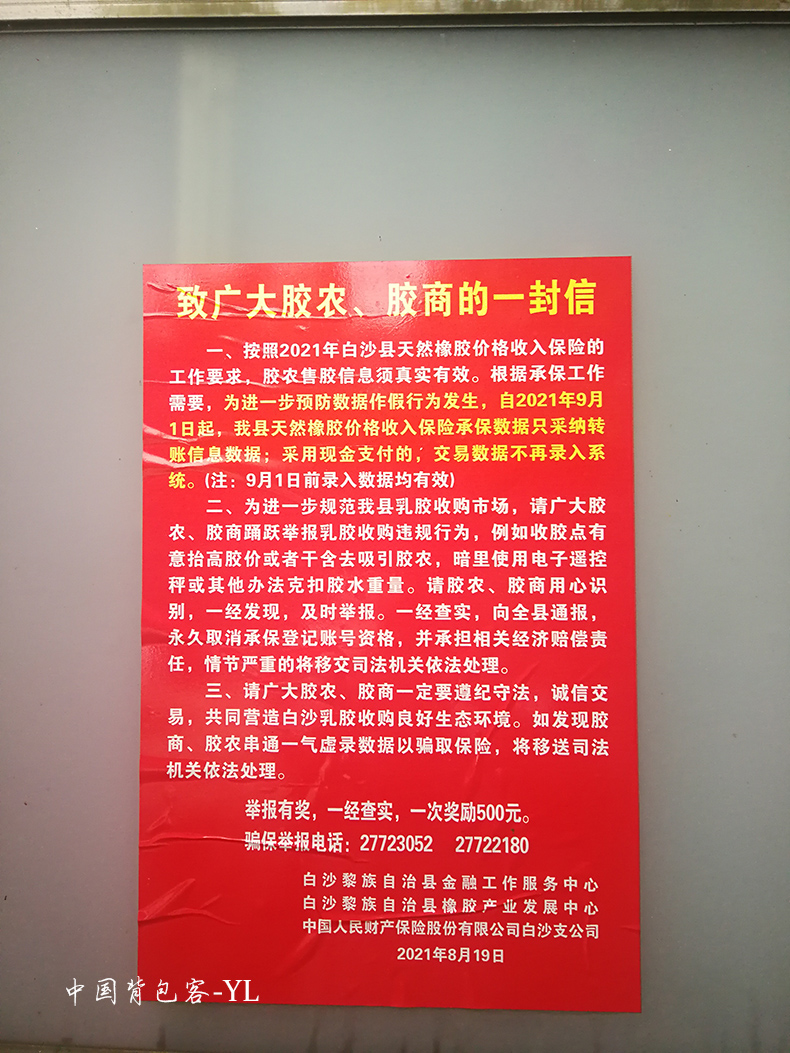 致广大胶农、胶商的一封信
一、按照2021年白沙县天然橡胶价格收入保险的
工作要求，胶农售胶信息须真实有效。根据承保工作
需要，为进一步预防数据作假行为发生，自2021年9月
1日起，我县天然橡胶价格收入保险承保数据只采纳转
账信息数据；采用现金支付的，交易数据不再录入系
统。(注：9月1日前录入数据均有效)
二、为进一步规范我县乳胶收购市场，请广大胶
农、胶商踊跃举报乳胶收购违规行为，例如收胶点有
意抬高胶价或者干含去吸引胶农，暗里使用电子遥控
秤或其他办法克扣胶水重量。请胶农、胶商用心识
别，一经发现，及时举报。一经查实，向全县通报，
永久取消承保登记账号资格，并承担相关经济赔偿责
任，情节严重的将移交司法机关依法处理。
三、请广大胶农、胶商一定要遵纪守法，诚信交
易，共同营造白沙乳胶收购良好生态环境。如发现胶
商、胶农串通一气虚录数据以骗取保险，将移送司法
机关依法处理。
举报有奖，一经查实，一次奖励500元。
骗保举报电话：27723052 27722180
白沙黎族自治县金融工作服务中心
白沙黎族自治县橡胶产业发展中心
中国人民财产保险股份有限公司白沙支公司
2021年8月19日
中国背包客-YL